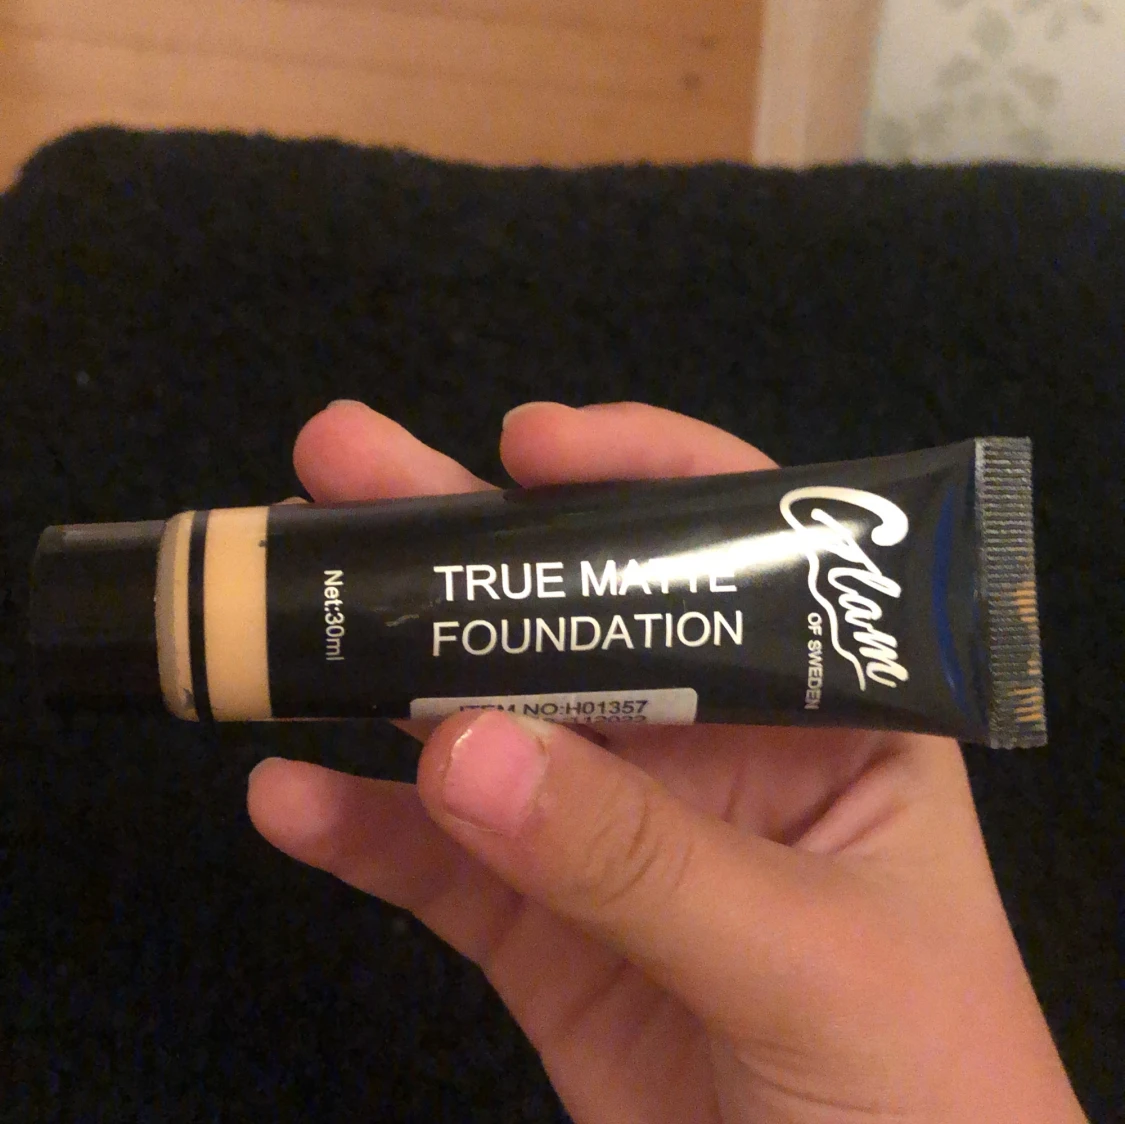 Net:30ml
TRUE MATTE
FOUNDATION
ITEM NO:H01357
Glam
OF SWEDEN